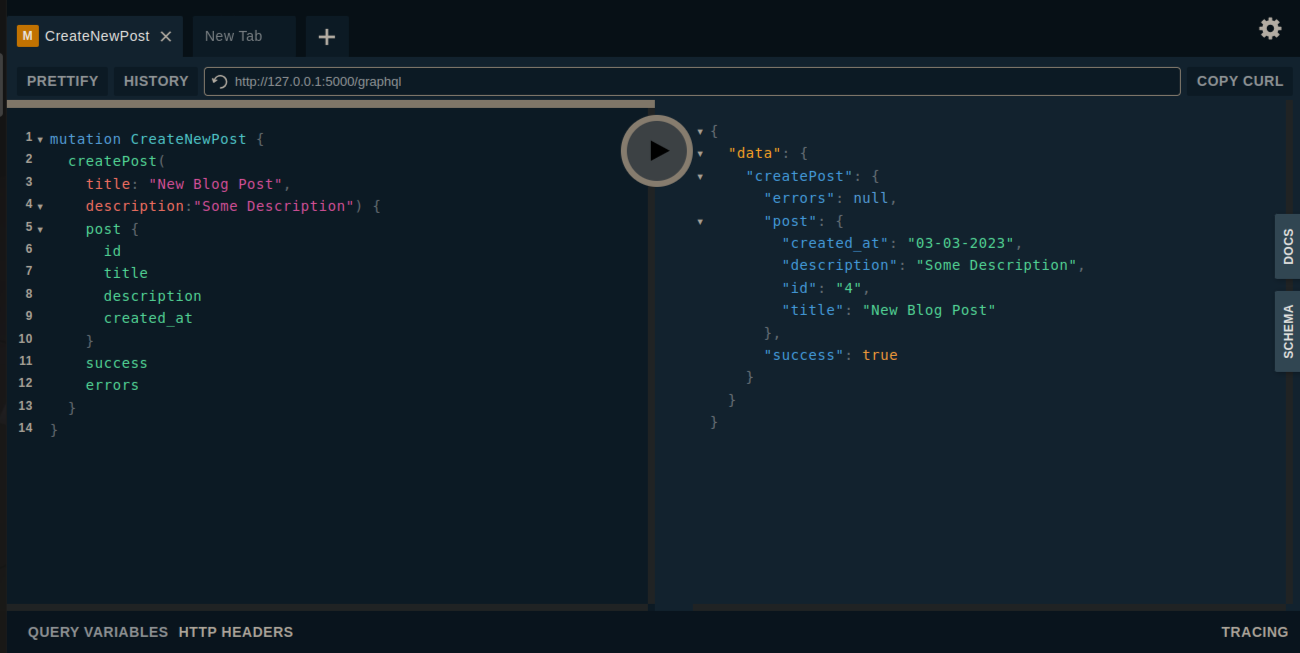 M CreateNewPost New Tab
PRETTIFY HISTORY http://127.0.0.1:5000/graphql COPY CURL
1 mutation CreateNewPost {
2 createPost(
3 title: "New Blog Post",
4 description:"Some Description") {
5 post {
6 id
7 title
8 description
9 created_at
10 }
11 success
12 errors
13 }
14 }
{
"data": {
"createPost": {
"errors": null,
"post": {
"created_at": "03-03-2023",
"description": "Some Description",
"id": "4",
"title": "New Blog Post"
},
"success": true
}
}
}
DOCS
SCHEMA
QUERY VARIABLES HTTP HEADERS TRACING